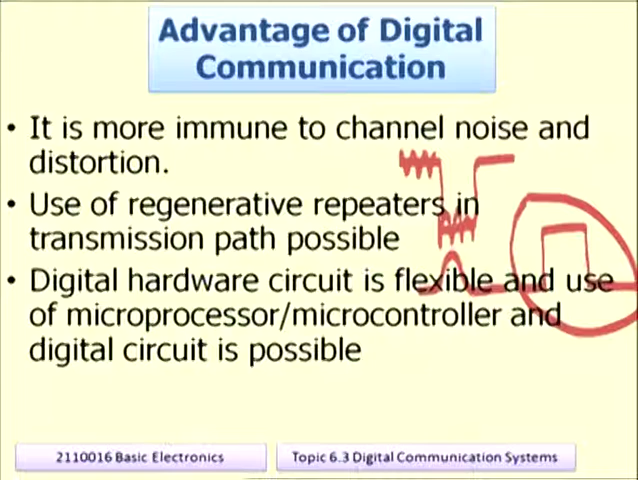 Advantage of Digital
Communication
• It is more immune to channel noise and
distortion.
• Use of regenerative repeaters in
transmission path possible
• Digital hardware circuit is flexible and use
of microprocessor/microcontroller and
digital circuit is possible
2110016 Basic Electronics
Topic 6.3 Digital Communication Systems